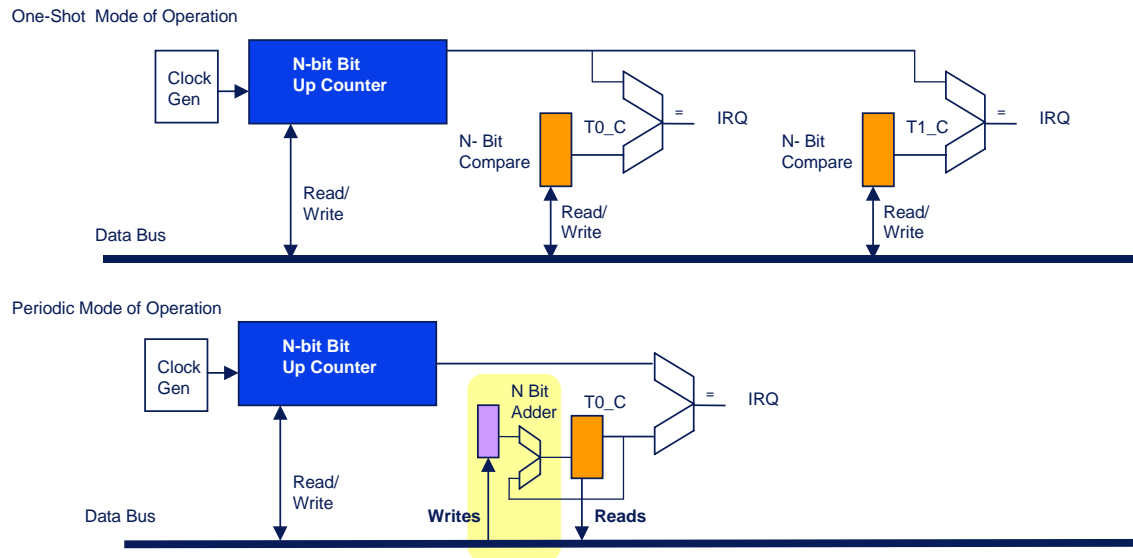 One-Shot  Mode of Operation
Clock
Gen
N-bit Bit
Up Counter
N- Bit
Compare
T0_C
=
IRQ
N- Bit
Compare
T1_C
=
IRQ
Read/
Write
Read/
Write
Read/
Write
Data Bus
Periodic Mode of Operation
Clock
Gen
N-bit Bit
Up Counter
N Bit
Adder
T0_C
=
IRQ
Read/
Write
Writes
Reads
Data Bus